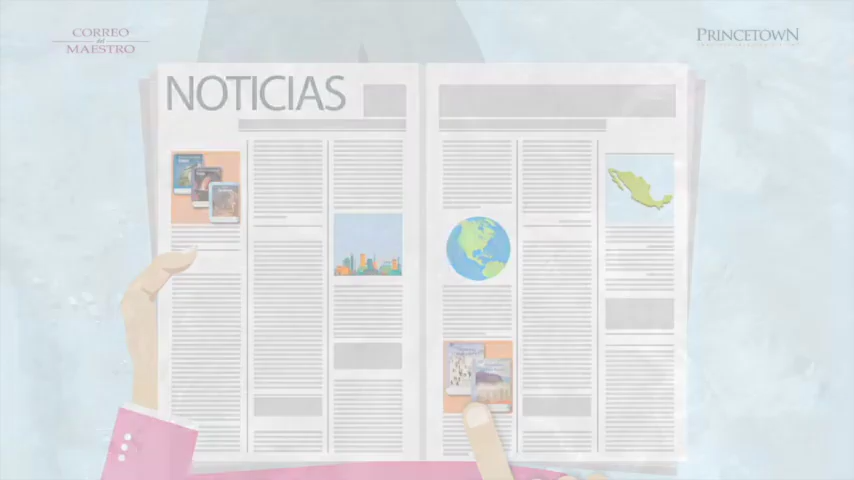 CORREO
del
MAESTRO
PRINCETOWN
NOTICIAS